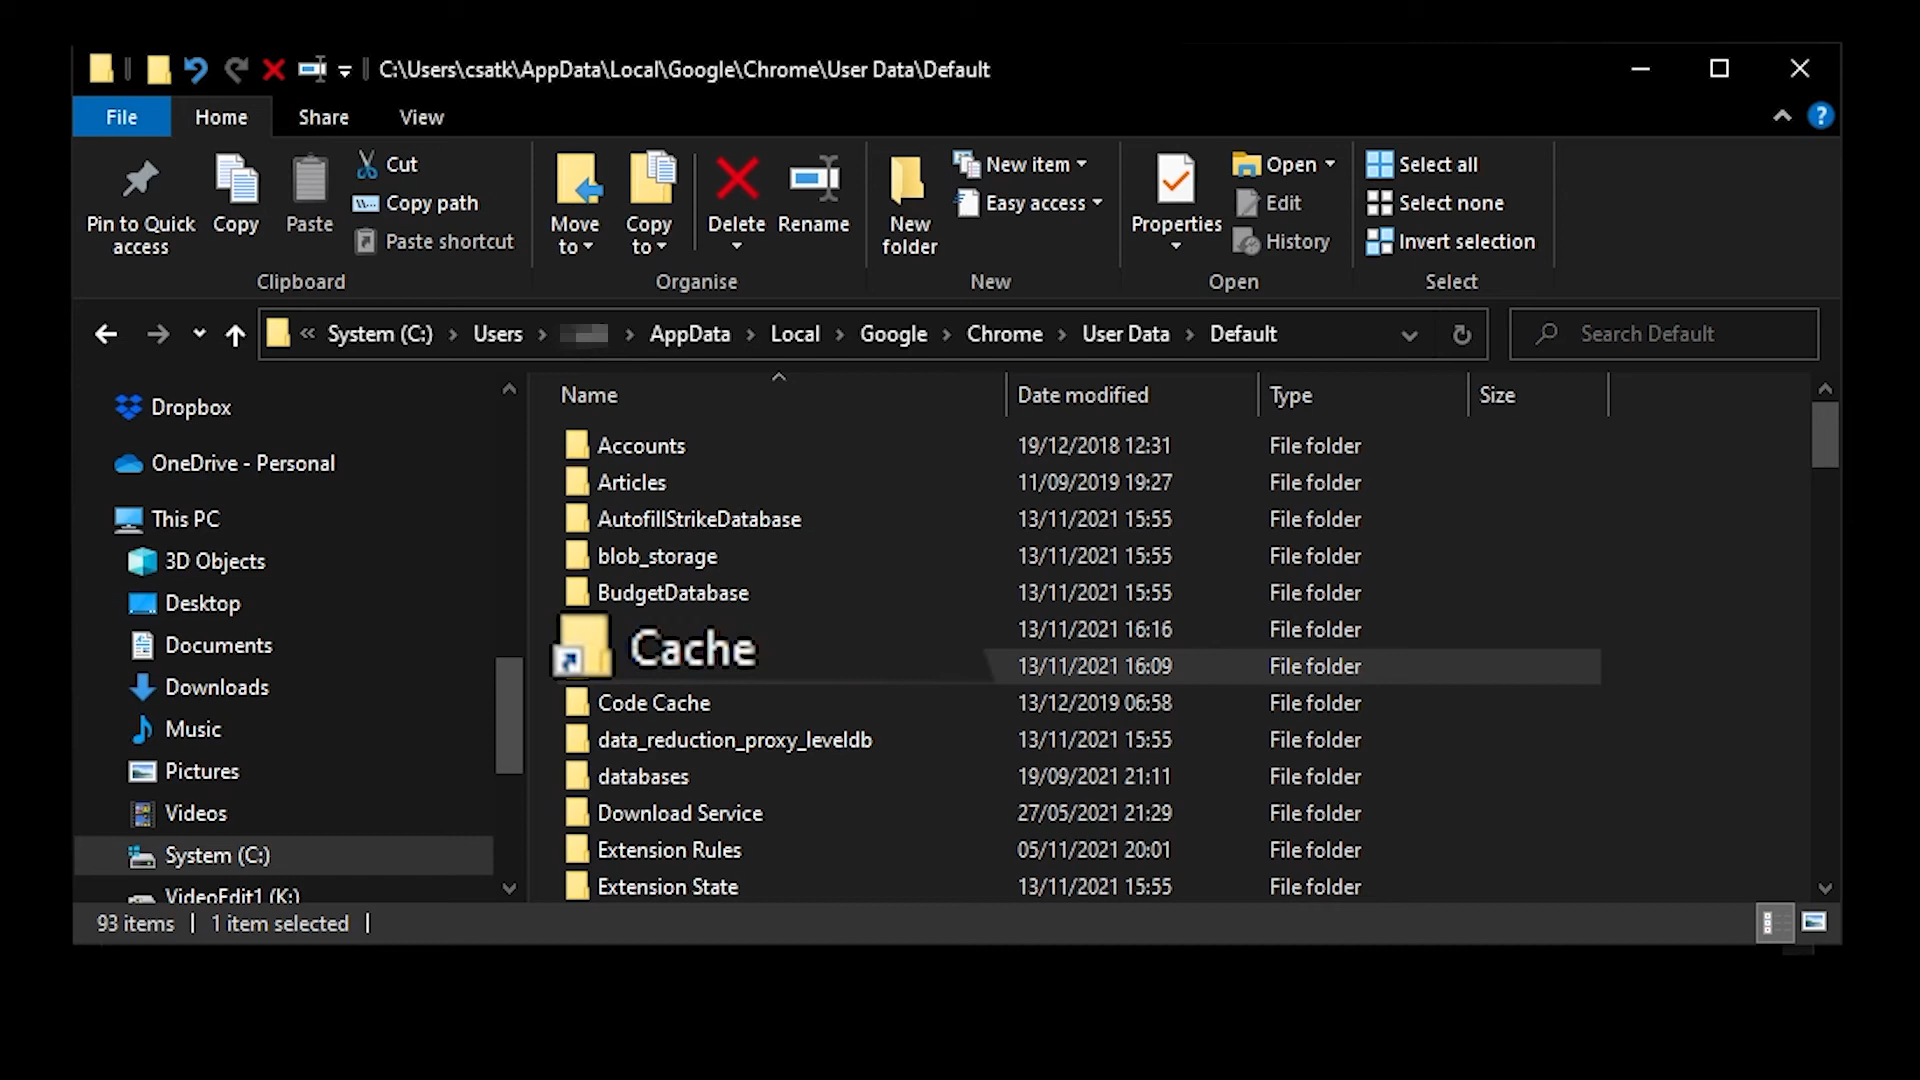 C:\Users\csatk\AppData\Local\Google\Chrome\User Data\Default
File Home Share View
Pin to Quick access
Copy
Paste
Cut
Copy path
Paste shortcut
Clipboard
Move to
Copy to
Delete
Rename
Organise
New folder
New item
Easy access
New
Properties
Open
Edit
History
Open
Select all
Select none
Invert selection
Select
« System (C:) › Users › › AppData › Local › Google › Chrome › User Data › Default
Search Default
Dropbox
OneDrive - Personal
This PC
3D Objects
Desktop
Documents
Downloads
Music
Pictures
Videos
System (C:)
VideoEdit1 (K:)
Name Date modified Type Size
Accounts 19/12/2018 12:31 File folder
Articles 11/09/2019 19:27 File folder
AutofillStrikeDatabase 13/11/2021 15:55 File folder
blob_storage 13/11/2021 15:55 File folder
BudgetDatabase 13/11/2021 15:55 File folder
13/11/2021 16:16 File folder
Cache 13/11/2021 16:09 File folder
Code Cache 13/12/2019 06:58 File folder
data_reduction_proxy_leveldb 13/11/2021 15:55 File folder
databases 19/09/2021 21:11 File folder
Download Service 27/05/2021 21:29 File folder
Extension Rules 05/11/2021 20:01 File folder
Extension State 13/11/2021 15:55 File folder
93 items 1 item selected